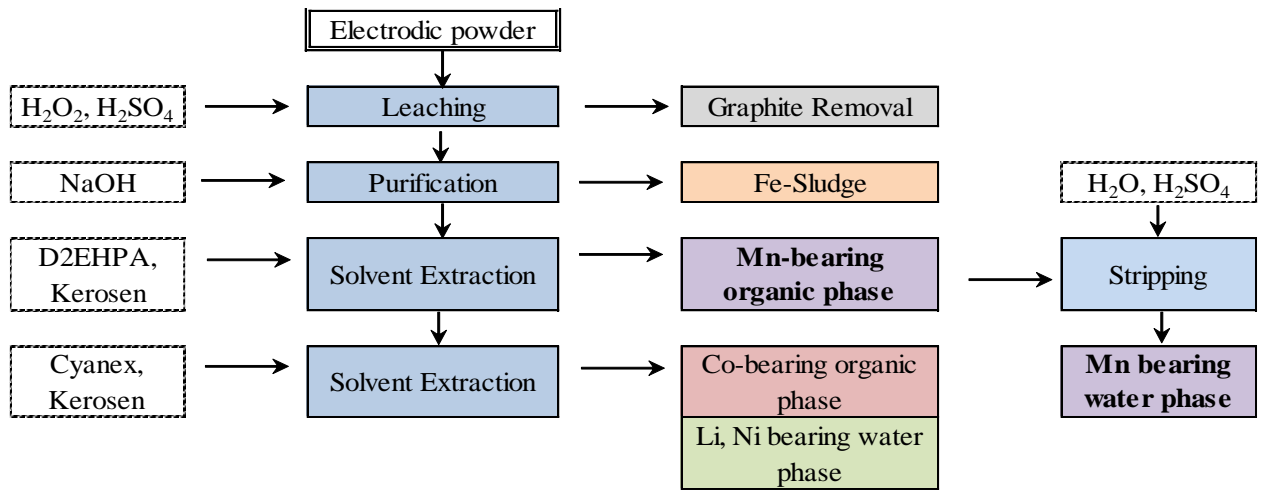 Electrodic powder
H₂O₂, H₂SO₄
Leaching
Graphite Removal
NaOH
Purification
Fe-Sludge
H₂O, H₂SO₄
D2EHPA,
Kerosen
Solvent Extraction
Mn-bearing
organic phase
Stripping
Cyanex,
Kerosen
Solvent Extraction
Co-bearing organic
phase
Li, Ni bearing water
phase
Mn bearing
water phase